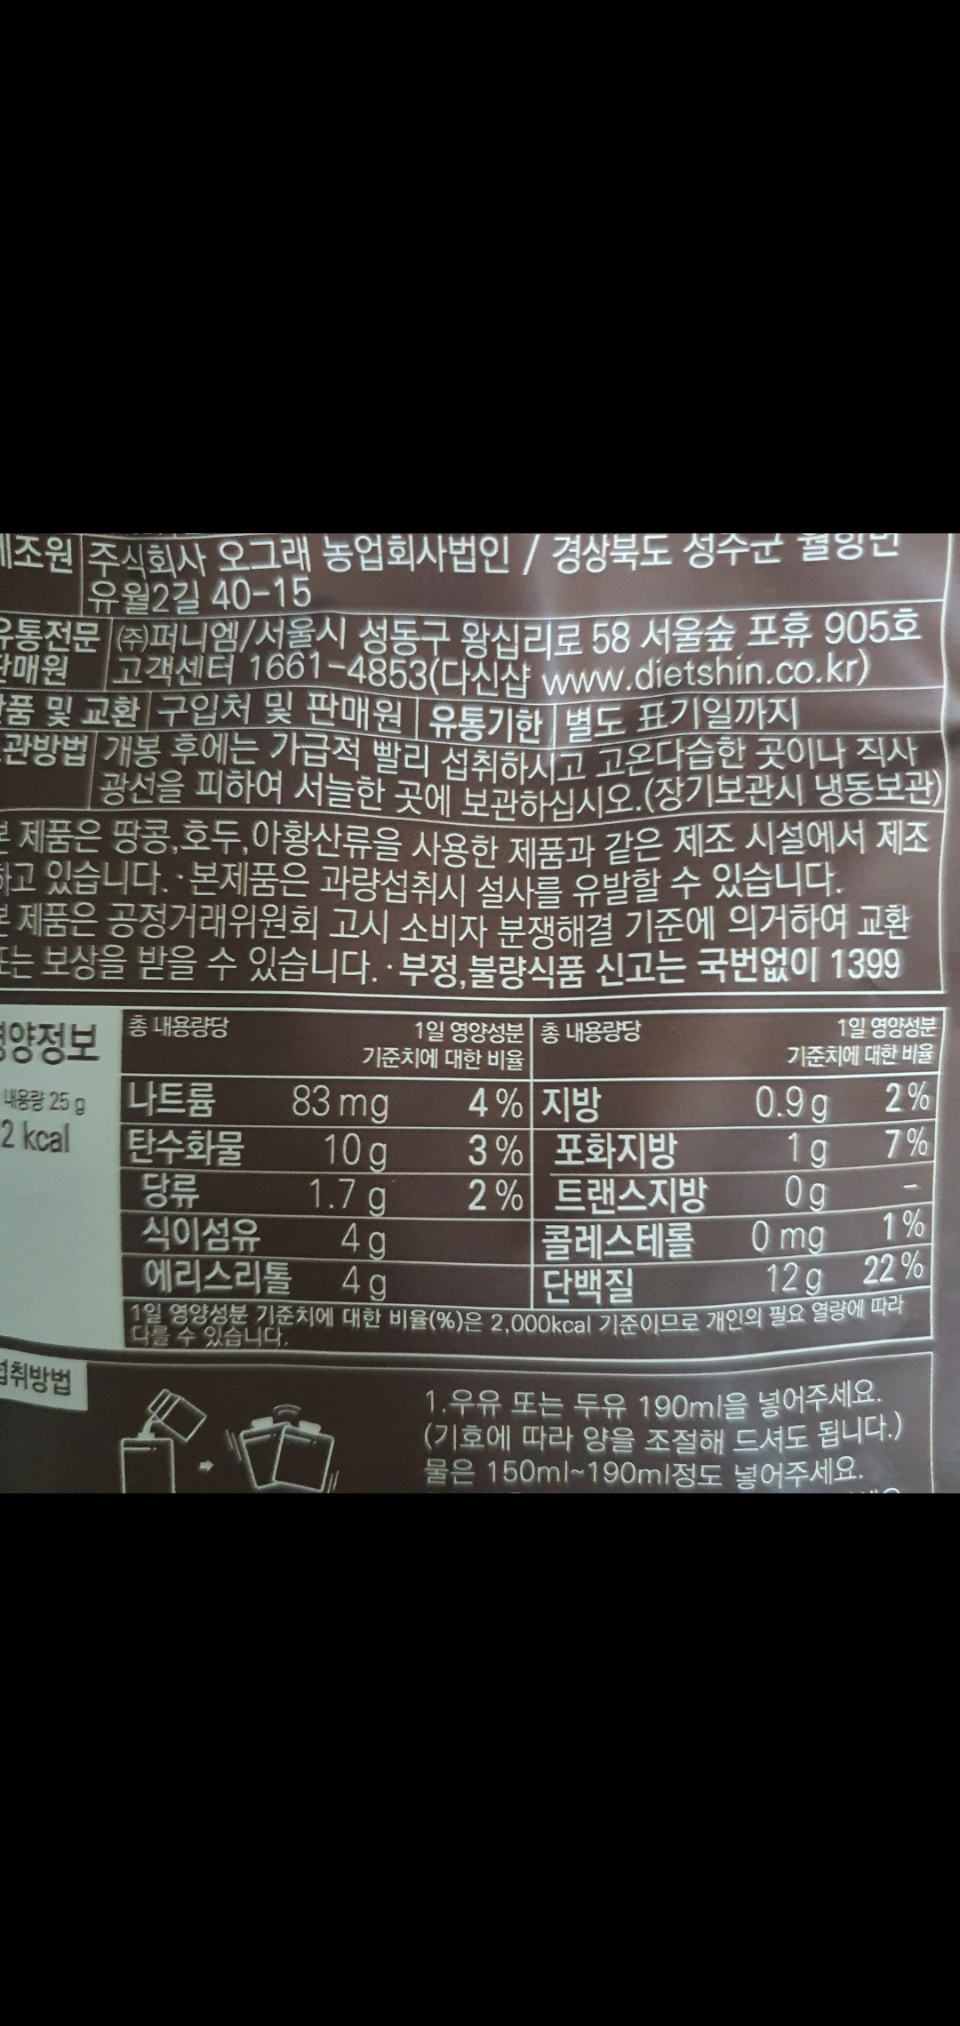 조원 주식회사 오그래 농업회사법인 / 경상북도 성주군 월항면
유월2길 40-15
유통전문 ㈜퍼니엠/서울시 성동구 왕십리로 58 서울숲 포휴 905호
판매원 고객센터 1661-4853(다신샵 www.dietshin.co.kr)
품 및 교환 구입처 및 판매원 유통기한 별도 표기일까지
관방법 개봉 후에는 가급적 빨리 섭취하시고 고온다습한 곳이나 직사
광선을 피하여 서늘한 곳에 보관하십시오.(장기보관시 냉동보관)
본 제품은 땅콩,호두,아황산류을 사용한 제품과 같은 제조 시설에서 제조
하고 있습니다. ·본제품은 과량섭취시 설사를 유발할 수 있습니다.
본 제품은 공정거래위원회 고시 소비자 분쟁해결 기준에 의거하여 교환
또는 보상을 받을 수 있습니다. ·부정,불량식품 신고는 국번없이 1399
영양정보
내용량 25 g
2 kcal
총 내용량당 1일 영양성분 기준치에 대한 비율 총 내용량당 1일 영양성분 기준치에 대한 비율
나트륨 83 mg 4 % 지방 0.9 g 2 %
탄수화물 10 g 3 % 포화지방 1 g 7 %
당류 1.7 g 2 % 트랜스지방 0 g -
식이섬유 4 g 콜레스테롤 0 mg 1 %
에리스리톨 4 g 단백질 12 g 22 %
1일 영양성분 기준치에 대한 비율(%)은 2,000kcal 기준이므로 개인의 필요 열량에 따라
다를 수 있습니다.
섭취방법
1.우유 또는 두유 190ml을 넣어주세요.
(기호에 따라 양을 조절해 드셔도 됩니다.)
물은 150ml~190ml정도 넣어주세요.